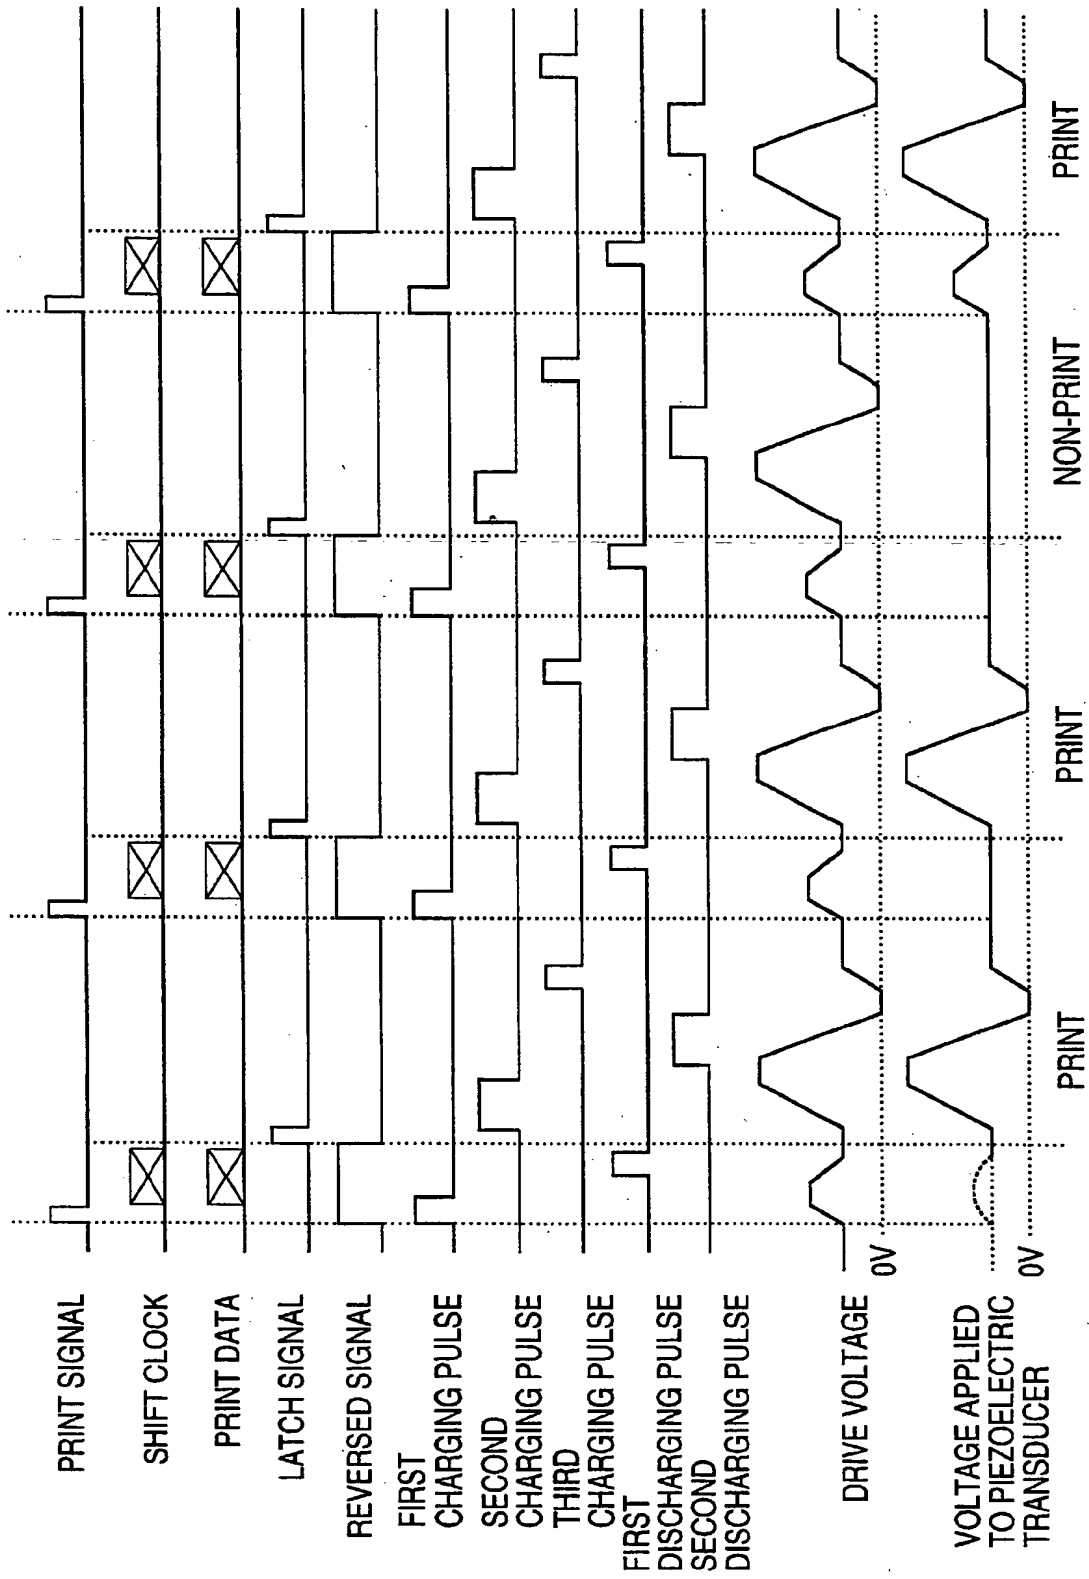 PRINT SIGNAL
SHIFT CLOCK
PRINT DATA
LATCH SIGNAL
REVERSED SIGNAL
FIRST
CHARGING PULSE
SECOND
CHARGING PULSE
THIRD
CHARGING PULSE
FIRST
DISCHARGING PULSE
SECOND
DISCHARGING PULSE
DRIVE VOLTAGE
0V
VOLTAGE APPLIED
TO PIEZOELECTRIC
TRANSDUCER
0V
PRINT
PRINT
NON-PRINT
PRINT